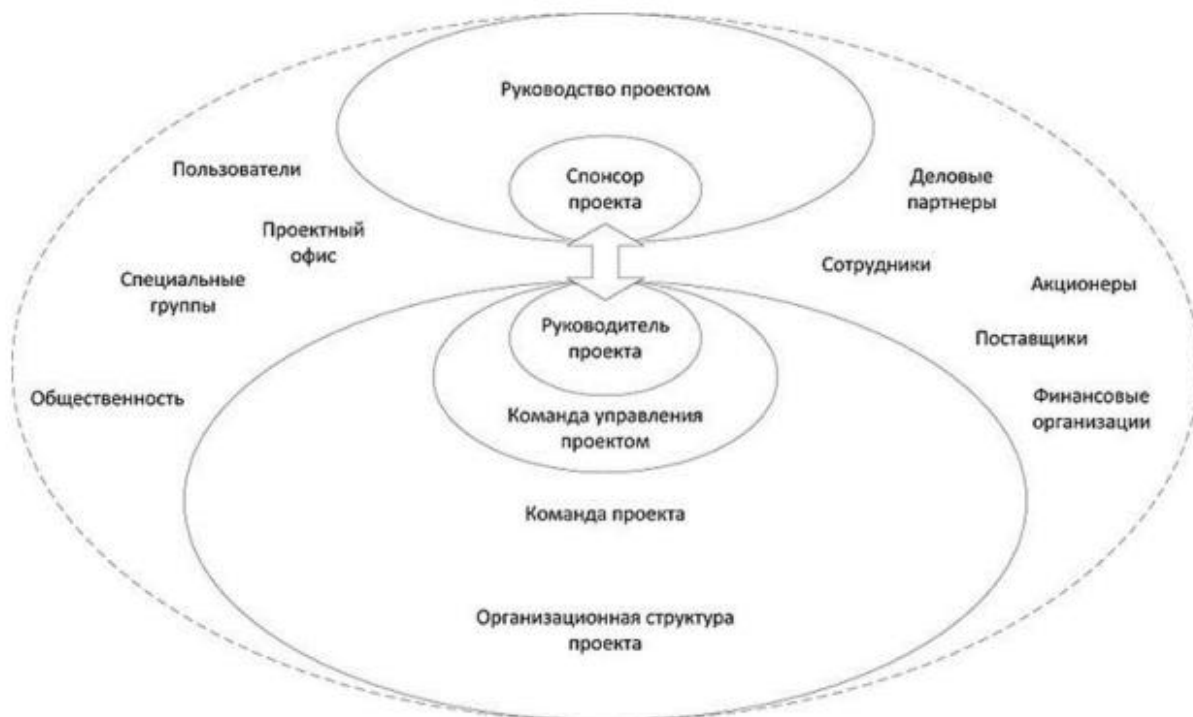 Руководство проектом
Пользователи
Спонсор
проекта
Деловые
партнеры
Проектный
офис
Сотрудники
Специальные
группы
Акционеры
Руководитель
проекта
Поставщики
Общественность
Финансовые
организации
Команда управления
проектом
Команда проекта
Организационная структура
проекта